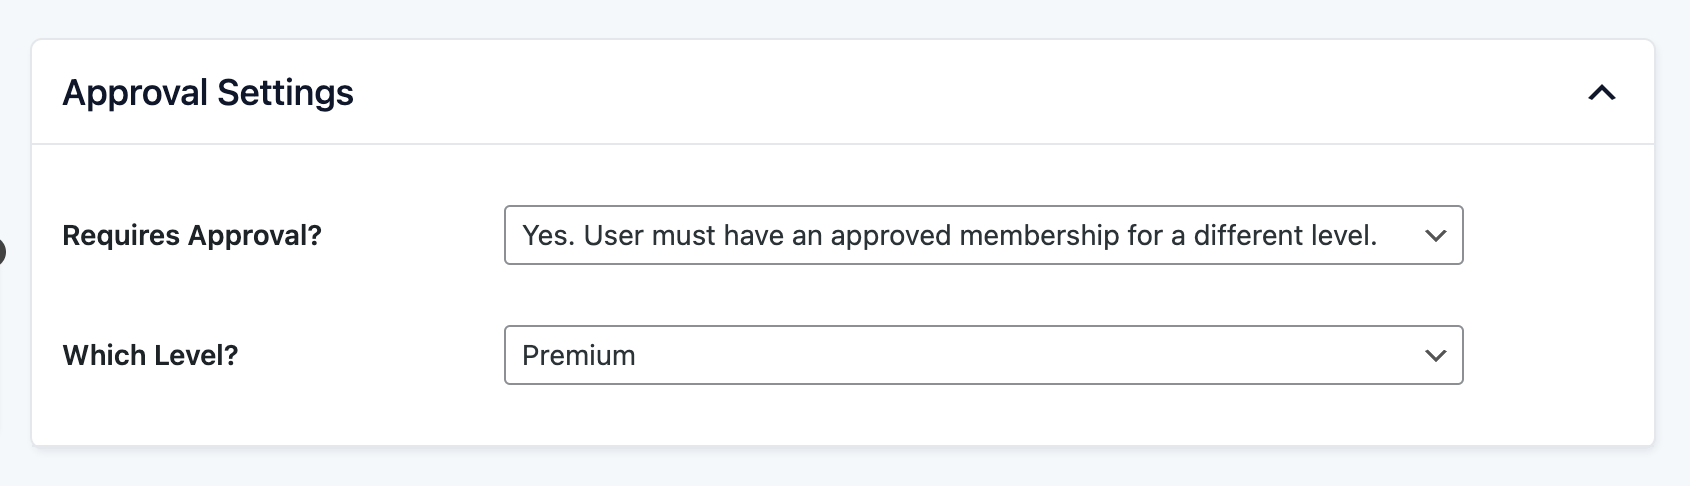 Approval Settings
Requires Approval?
Yes. User must have an approved membership for a different level.
Which Level?
Premium